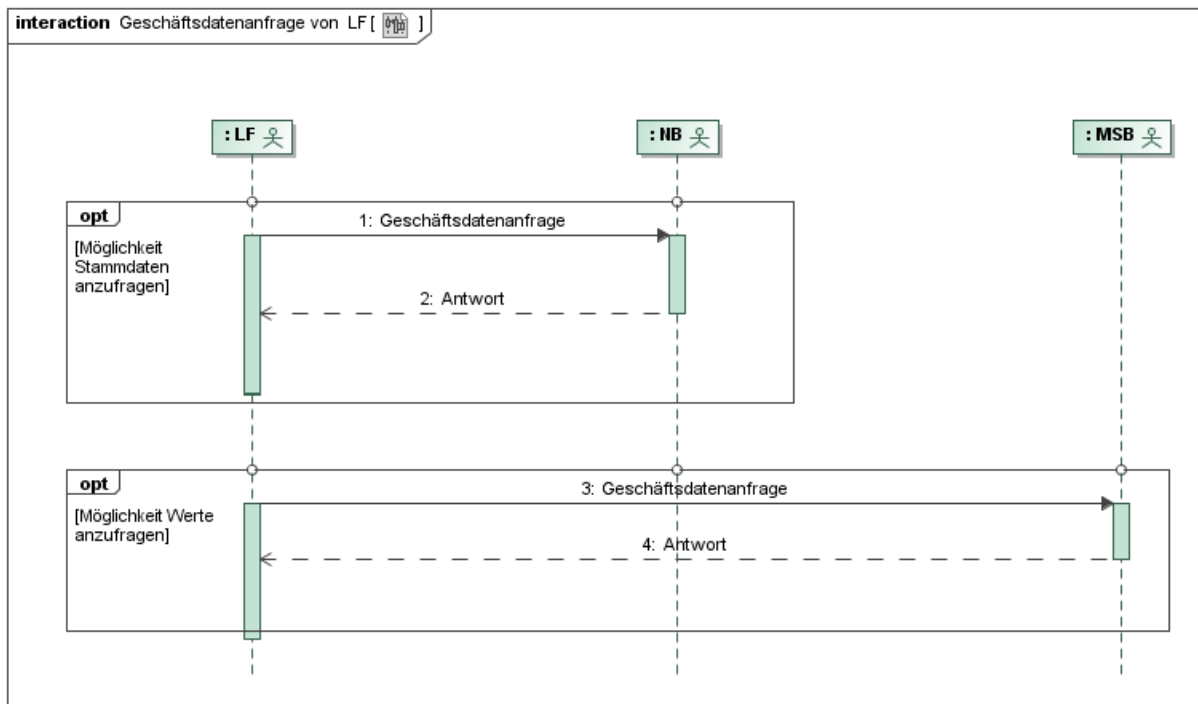 interaction Geschäftsdatenanfrage von LF[ ]
: LF
: NB
: MSB
opt
1: Geschäftsdatenanfrage
[Möglichkeit
Stammdaten
anzufragen]
2: Antwort
opt
3: Geschäftsdatenanfrage
[Möglichkeit Werte
anzufragen]
4: Antwort